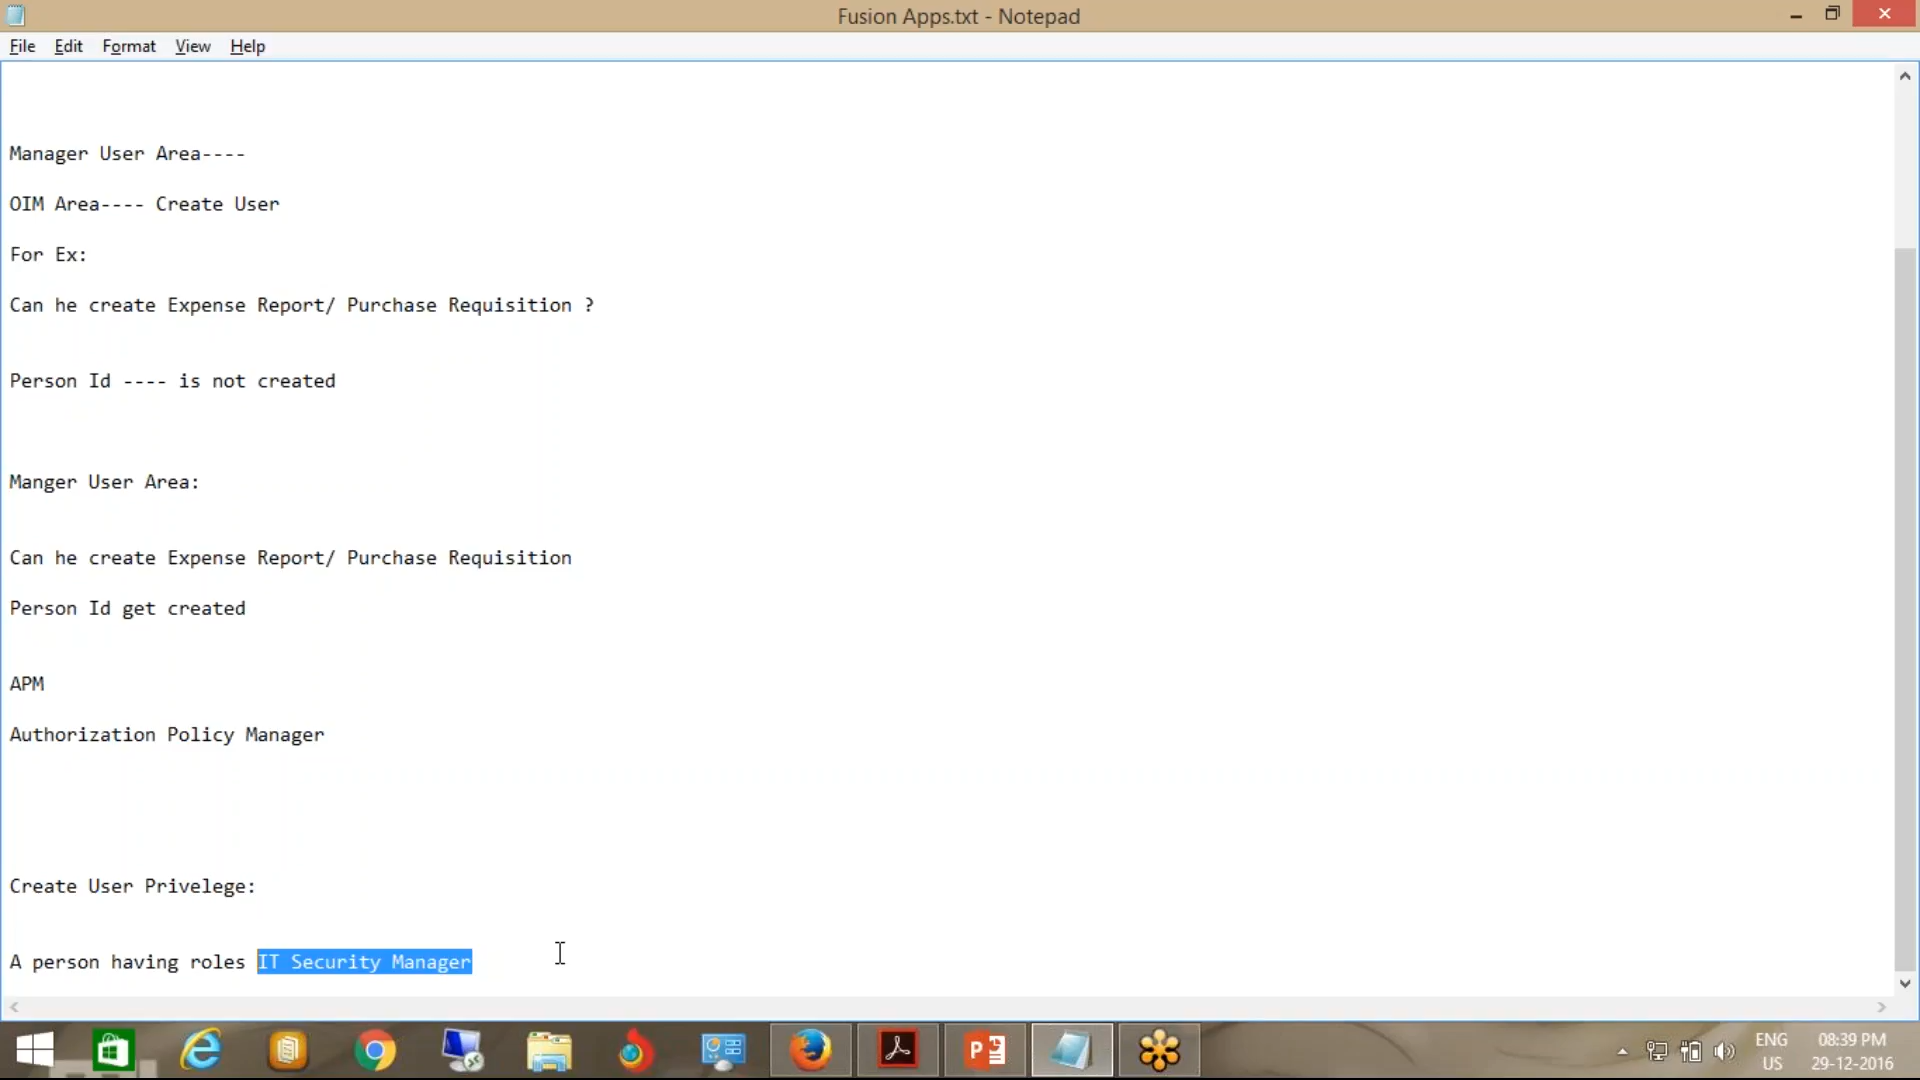 Fusion Apps.txt - Notepad
File Edit Format View Help
Manager User Area----
OIM Area---- Create User
For Ex:
Can he create Expense Report/ Purchase Requisition ?
Person Id ---- is not created
Manger User Area:
Can he create Expense Report/ Purchase Requisition
Person Id get created
APM
Authorization Policy Manager
Create User Privelege:
A person having roles IT Security Manager
ENG 08:39 PM
US 29-12-2016